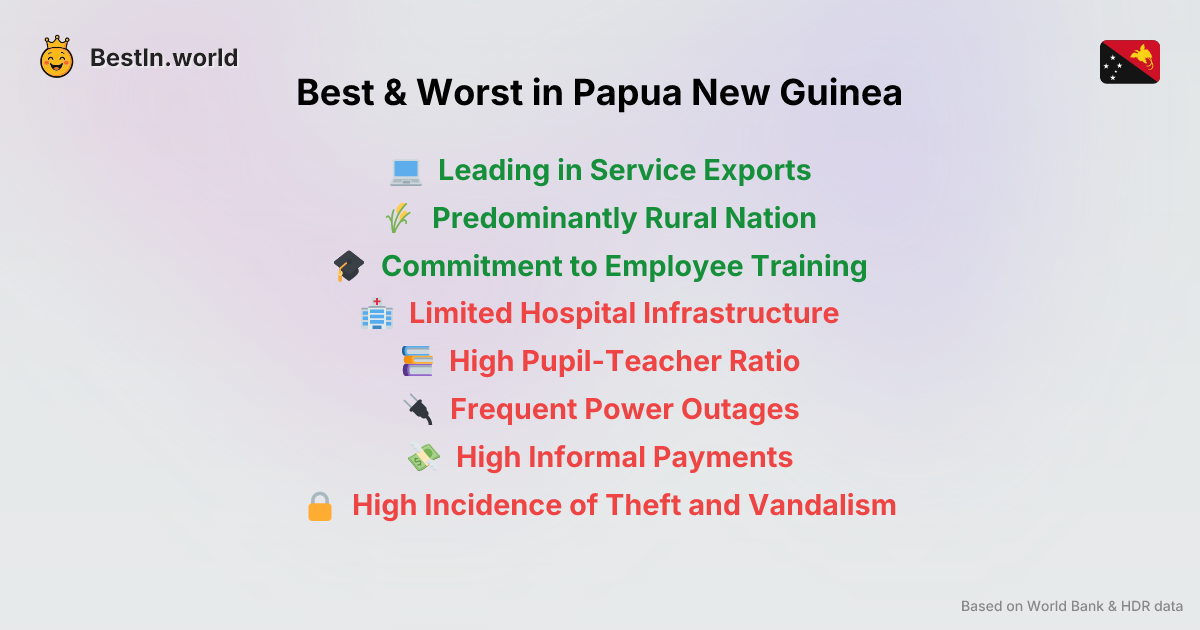 BestIn.world
Best & Worst in Papua New Guinea
Leading in Service Exports
Predominantly Rural Nation
Commitment to Employee Training
Limited Hospital Infrastructure
High Pupil-Teacher Ratio
Frequent Power Outages
High Informal Payments
High Incidence of Theft and Vandalism
Based on World Bank & HDR data